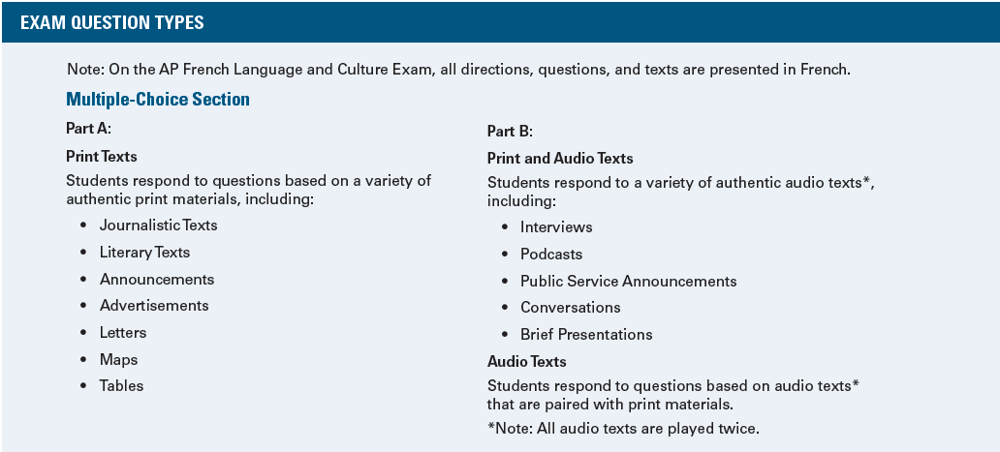 EXAM QUESTION TYPES
Note: On the AP French Language and Culture Exam, all directions, questions, and texts are presented in French.
Multiple-Choice Section
Part A:
Print Texts
Students respond to questions based on a variety of
authentic print materials, including:
• Journalistic Texts
• Literary Texts
• Announcements
• Advertisements
• Letters
• Maps
• Tables
Part B:
Print and Audio Texts
Students respond to a variety of authentic audio texts*,
including:
• Interviews
• Podcasts
• Public Service Announcements
• Conversations
• Brief Presentations
Audio Texts
Students respond to questions based on audio texts*
that are paired with print materials.
*Note: All audio texts are played twice.